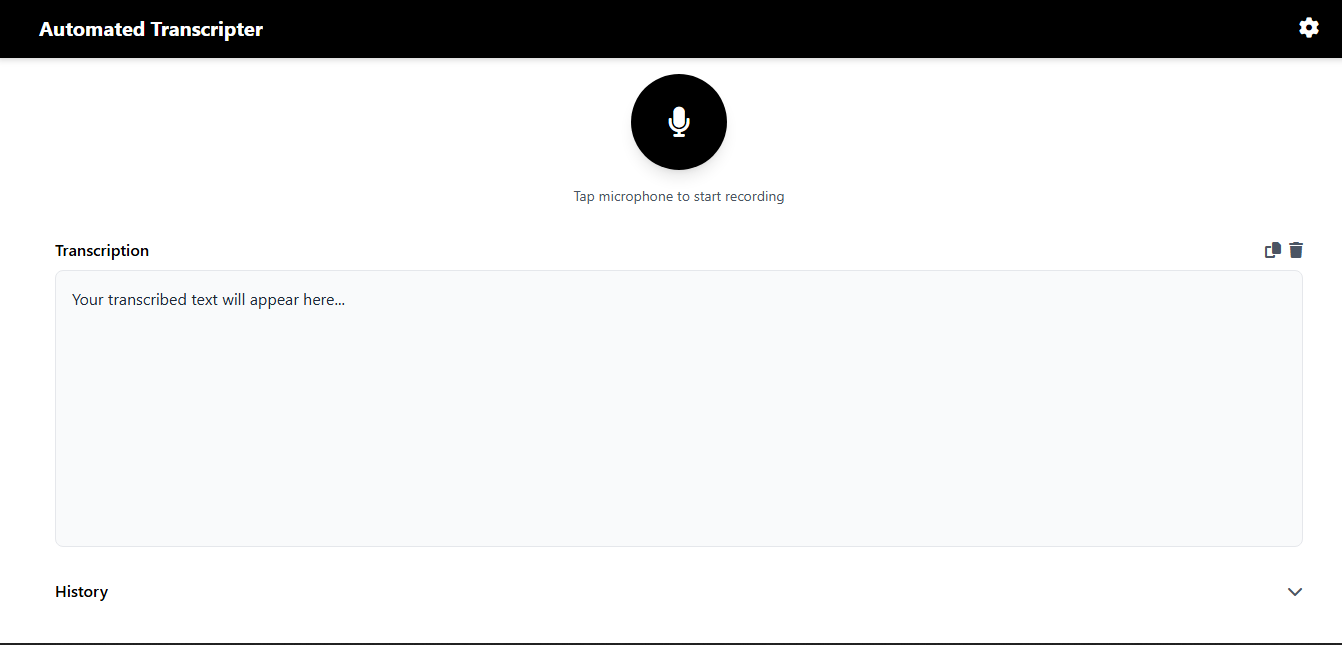 Automated Transcripter
Tap microphone to start recording
Transcription
Your transcribed text will appear here...
History